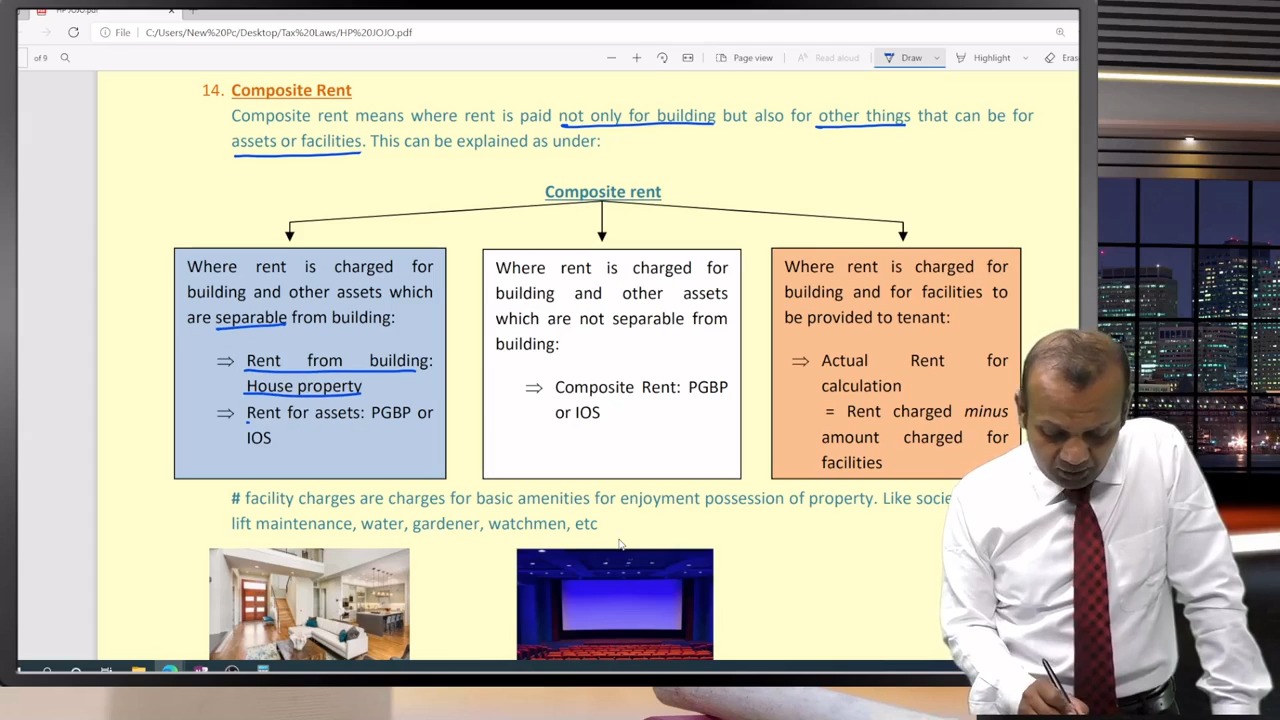 File
C:/Users/New%20Pc/Desktop/Tax%20Laws/HP%20JOJO.pdf
of 9
Page view
Read aloud
Draw
Highlight
14. Composite Rent
Composite rent means where rent is paid not only for building but also for other things that can be for
assets or facilities. This can be explained as under:
Composite rent
Where rent is charged for
building and other assets which
are separable from building:
⇒ Rent from building:
House property
⇒ Rent for assets: PGBP or
IOS
Where rent is charged for
building and other assets
which are not separable from
building:
⇒ Composite Rent: PGBP
or IOS
Where rent is charged for
building and for facilities to
be provided to tenant:
⇒ Actual Rent for
calculation
= Rent charged minus
amount charged for
facilities
# facility charges are charges for basic amenities for enjoyment possession of property. Like
lift maintenance, water, gardener, watchmen, etc